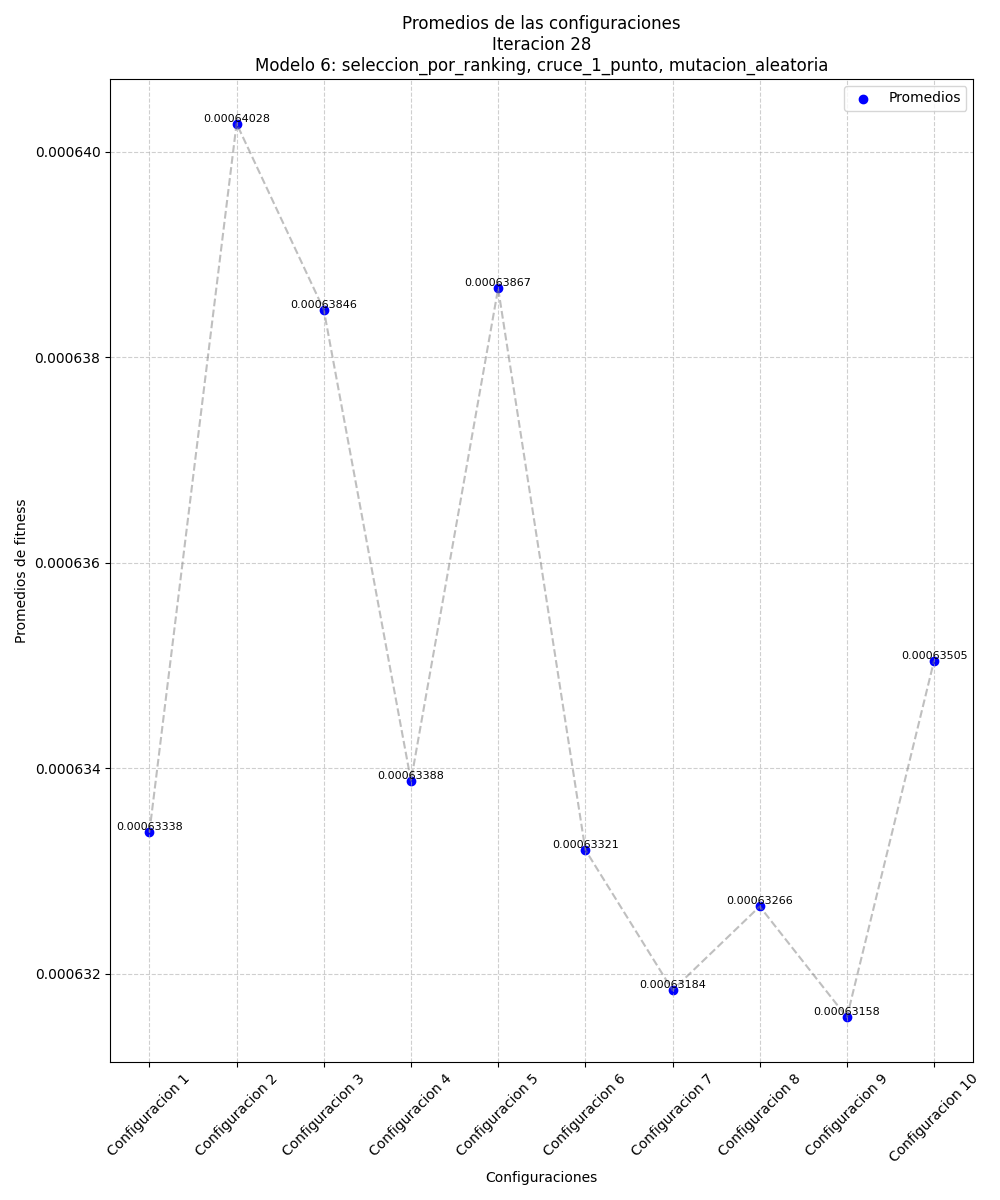 Promedios de las configuraciones
Iteracion 28
Modelo 6: seleccion_por_ranking, cruce_1_punto, mutacion_aleatoria
Promedios
0.00064028
0.000640
0.00063867
0.00063846
0.000638
Promedios de fitness
0.000636
0.00063505
0.000634
0.00063388
0.00063338
0.00063321
0.00063266
0.000632
0.00063184
0.00063158
Configuracion 1
Configuracion 2
Configuracion 3
Configuracion 4
Configuracion 5
Configuracion 6
Configuracion 7
Configuracion 8
Configuracion 9
Configuracion 10
Configuraciones